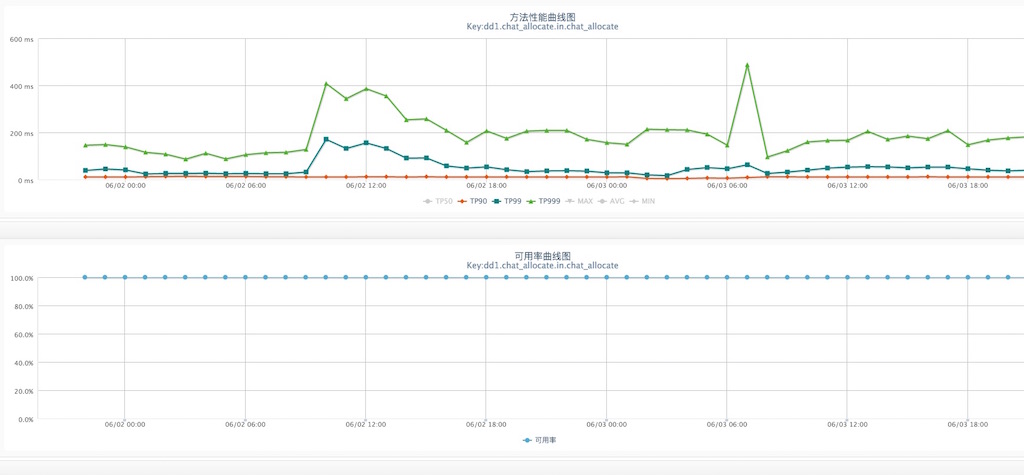 方法性能曲线图
Key:dd1.chat_allocate.in.chat_allocate
600 ms
400 ms
200 ms
0 ms
06/02 00:00 06/02 06:00 06/02 12:00 06/02 18:00 06/03 00:00 06/03 06:00 06/03 12:00 06/03 18:00
TP50 TP90 TP99 TP999 MAX AVG MIN
可用率曲线图
Key:dd1.chat_allocate.in.chat_allocate
100.0%
80.0%
60.0%
40.0%
20.0%
0.0%
06/02 00:00 06/02 06:00 06/02 12:00 06/02 18:00 06/03 00:00 06/03 06:00 06/03 12:00 06/03 18:00
可用率